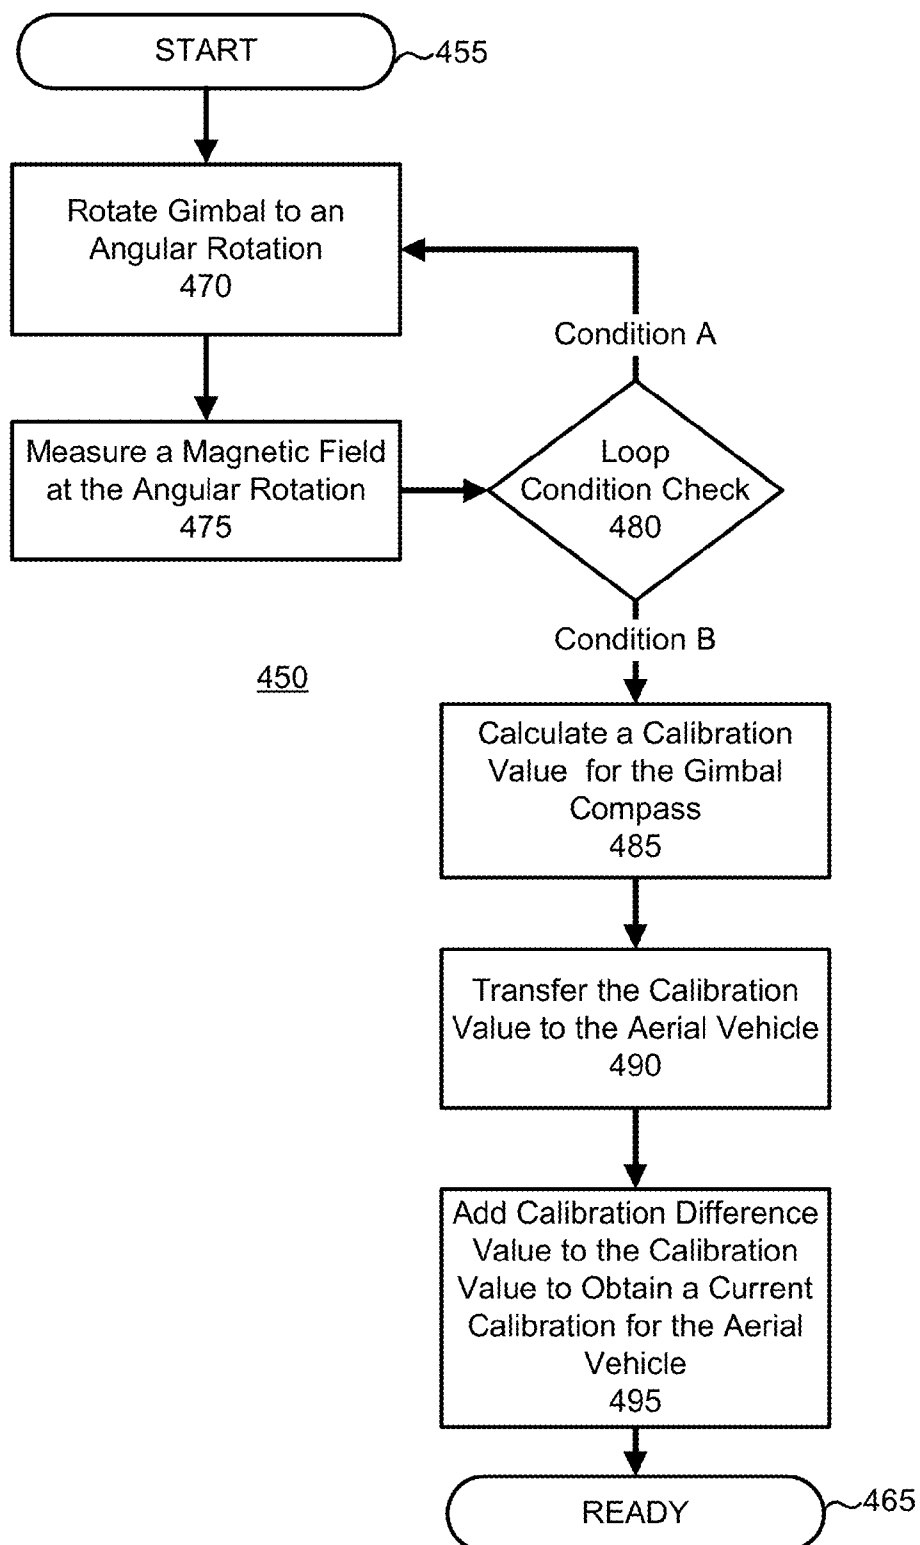 START
455
Rotate Gimbal to an
Angular Rotation
470
Condition A
Measure a Magnetic Field
at the Angular Rotation
475
Loop
Condition Check
480
Condition B
450
Calculate a Calibration
Value for the Gimbal
Compass
485
Transfer the Calibration
Value to the Aerial Vehicle
490
Add Calibration Difference
Value to the Calibration
Value to Obtain a Current
Calibration for the Aerial
Vehicle
495
READY
465